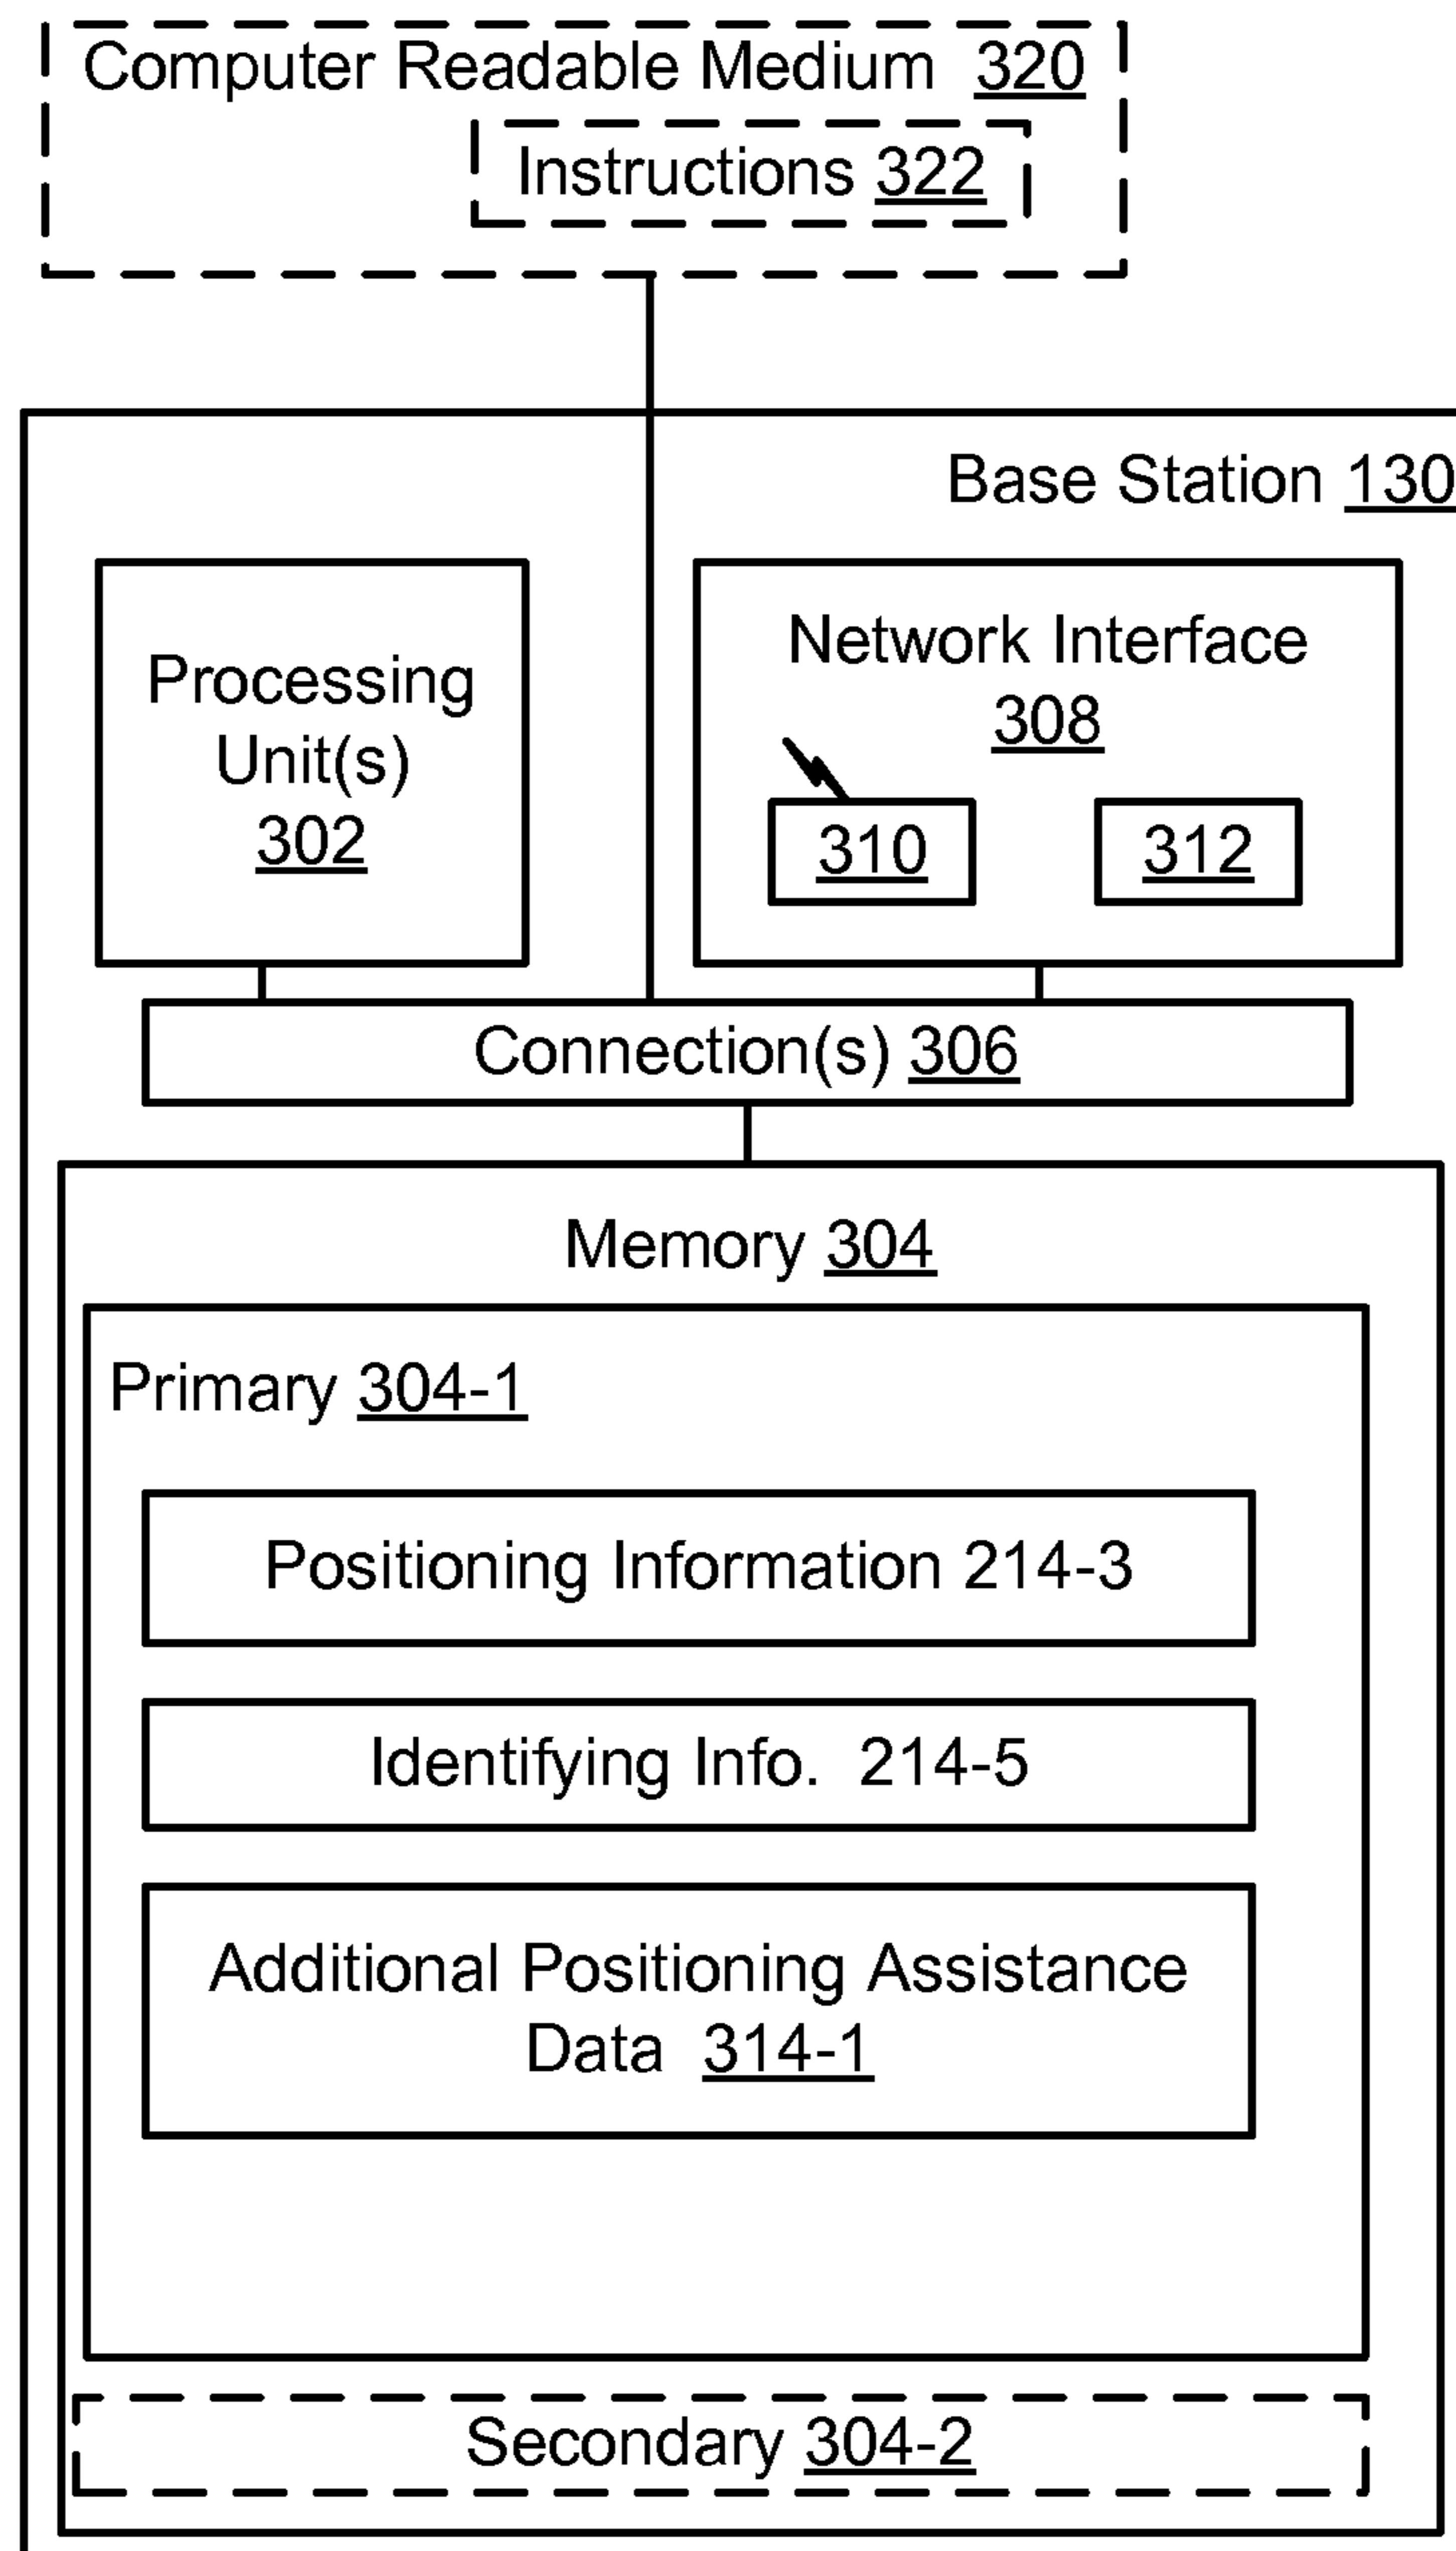 Computer Readable Medium 320
Instructions 322
Base Station 130
Processing
Unit(s)
302
Network Interface
308
310
312
Connection(s) 306
Memory 304
Primary 304-1
Positioning Information 214-3
Identifying Info. 214-5
Additional Positioning Assistance
Data 314-1
Secondary 304-2